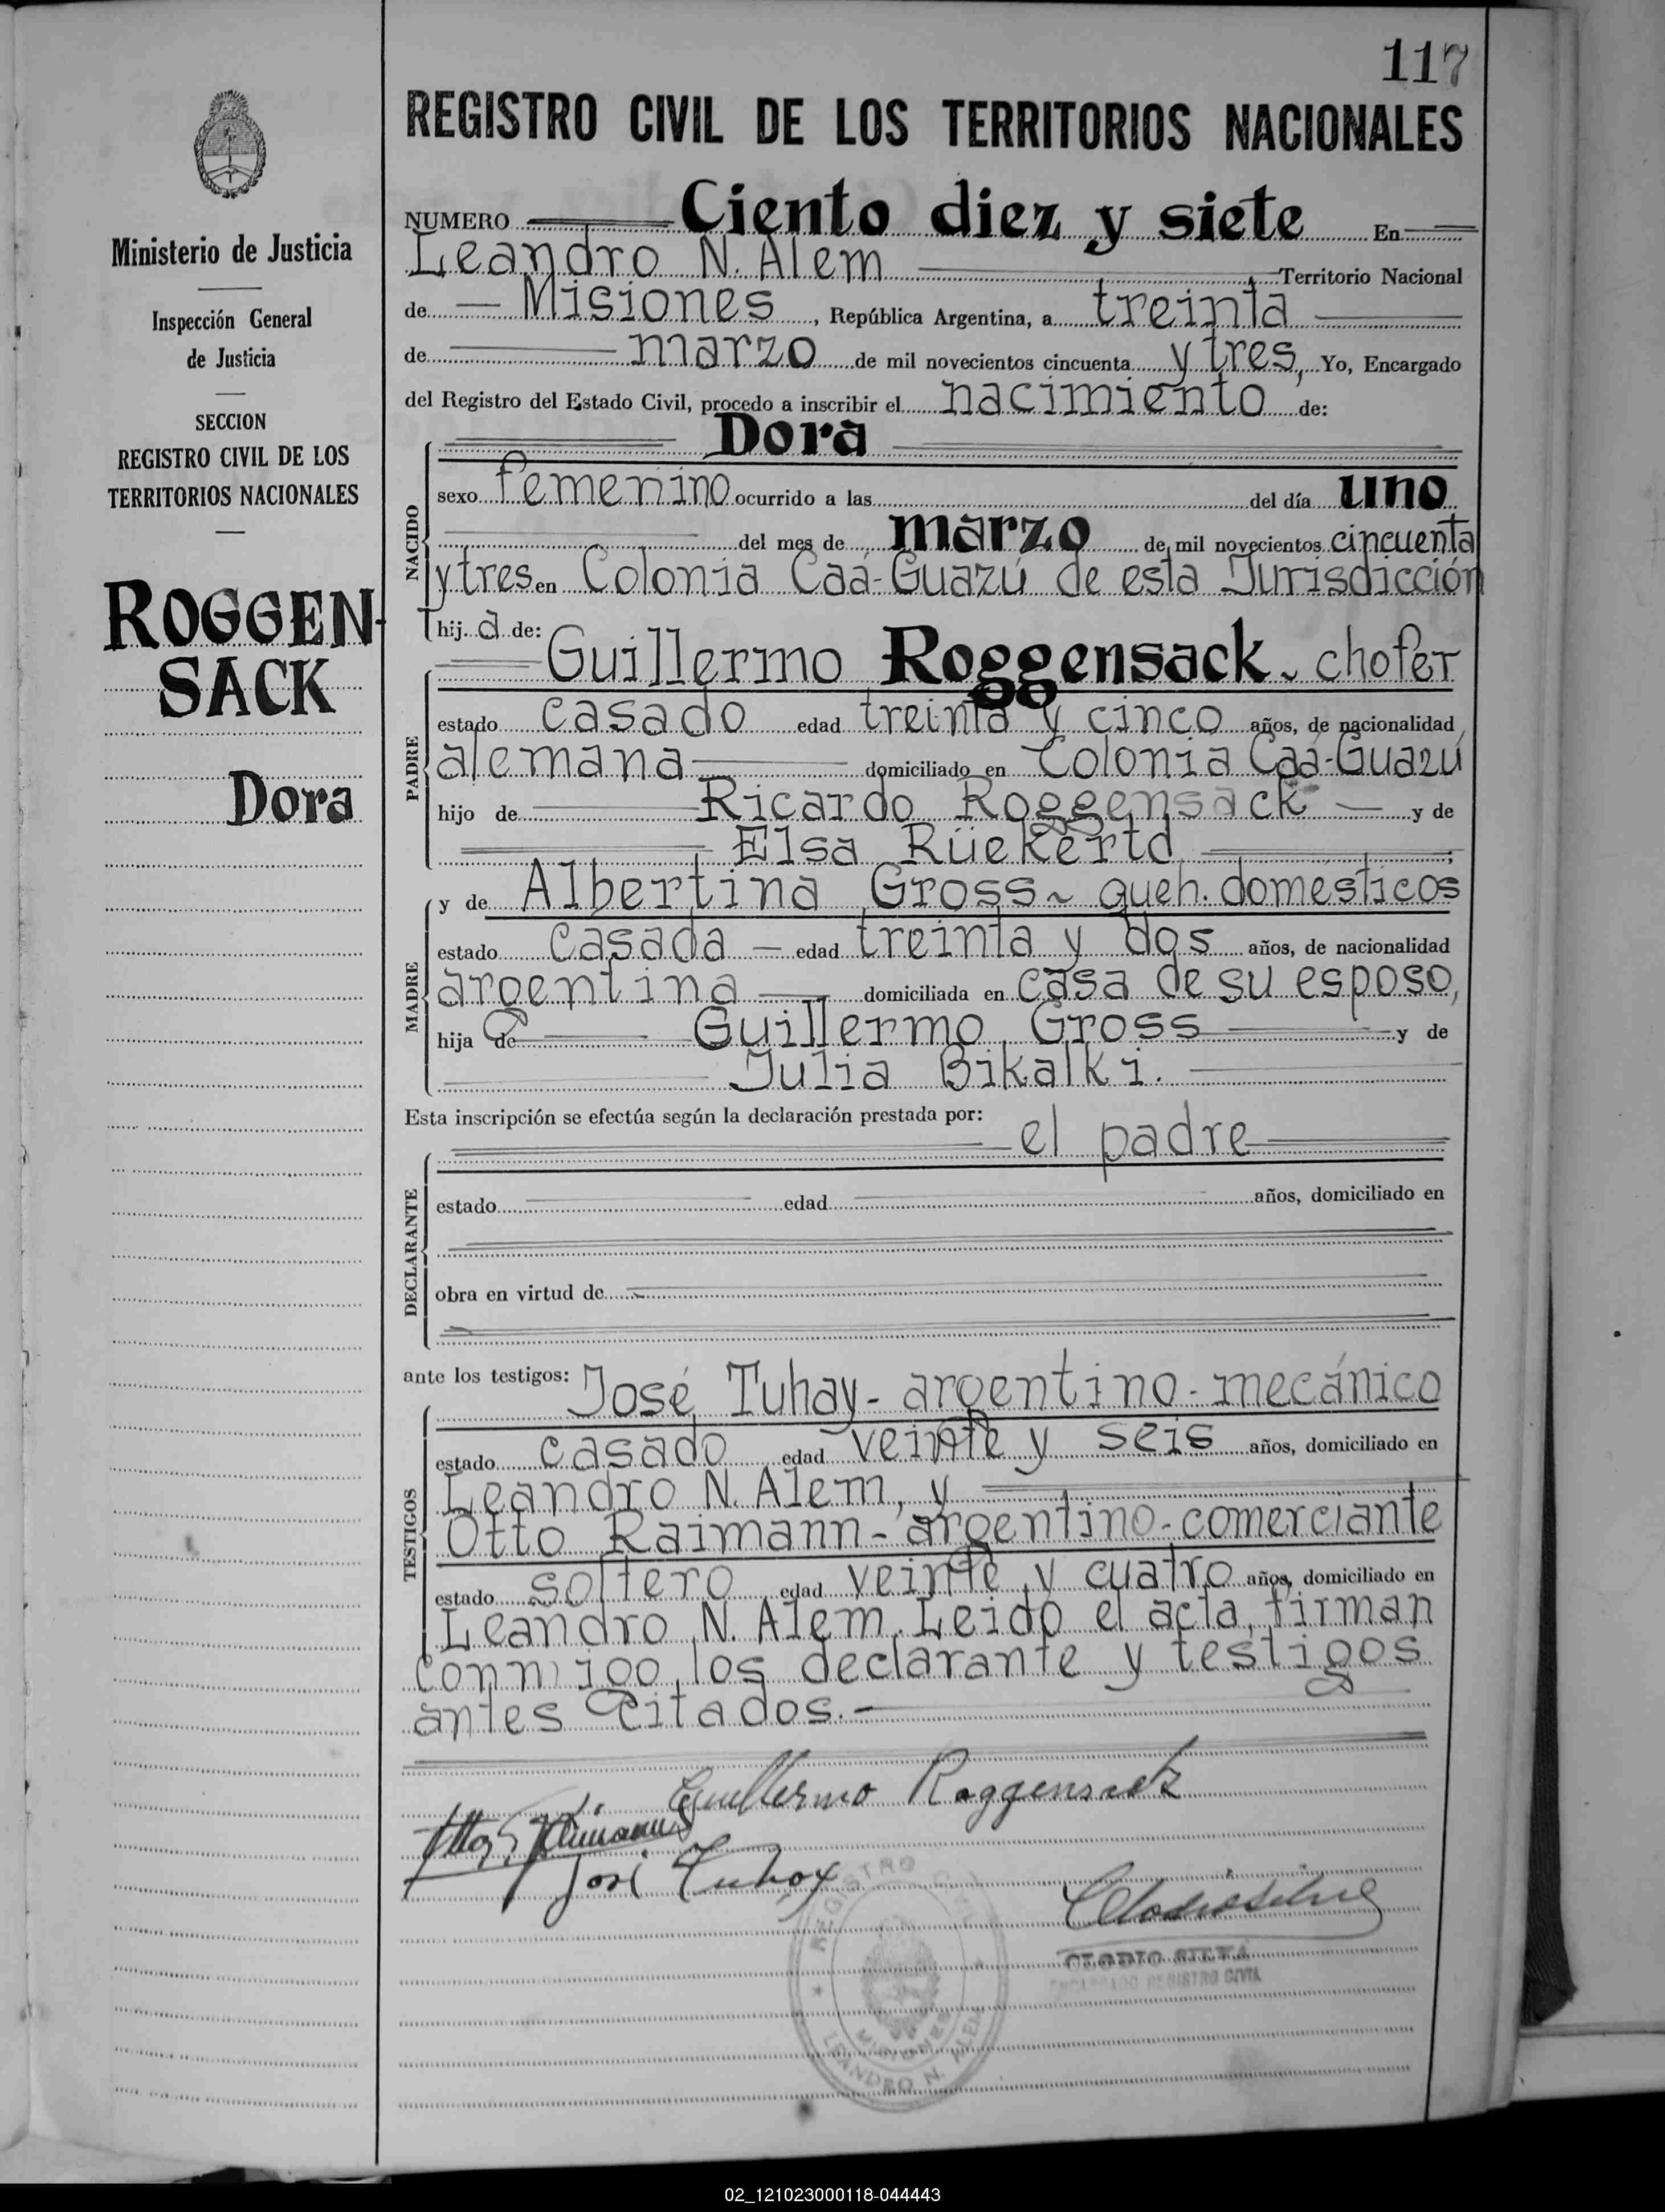 117
REGISTRO CIVIL DE LOS TERRITORIOS NACIONALES
Ministerio de Justicia
Inspección General
de Justicia
SECCION
REGISTRO CIVIL DE LOS
TERRITORIOS NACIONALES
ROGGEN-
SACK
Dora
NUMERO Ciento diez y siete En
Leandro N. Alem Territorio Nacional
de Misiones, República Argentina, a treinta
de marzo de mil novecientos cincuenta y tres, Yo, Encargado
del Registro del Estado Civil, procedo a inscribir el nacimiento de:
Dora
NACIDO
sexo femenino ocurrido a las del día uno
del mes de marzo de mil novecientos cincuenta
y tres en Colonia Caá-Guazú de esta Jurisdicción
hij a de:
Guillermo Roggensack ~ chofer
PADRE
estado casado edad treinta y cinco años, de nacionalidad
alemana domiciliado en Colonia Caá-Guazú
hijo de Ricardo Roggensack y de
Elsa Rüekertd;
y de Albertina Gross ~ queh. domésticos
MADRE
estado casada edad treinta y dos años, de nacionalidad
argentina domiciliada en casa de su esposo,
hija de Guillermo Gross y de
Julia Bikalki.
Esta inscripción se efectúa según la declaración prestada por:
el padre
DECLARANTE
estado edad años, domiciliado en
obra en virtud de
ante los testigos: José Tuhay - argentino - mecánico
TESTIGOS
estado casado edad veinte y seis años, domiciliado en
Leandro N. Alem, y
Otto Raimann - argentino - comerciante
estado soltero edad veinte y cuatro años, domiciliado en
Leandro N. Alem. Leido el acta, firman
conmigo los declarante y testigos
antes citados.-
Guillermo Roggensack
José Tuhay
REGISTRO
MISIONES
LEANDRO N. ALEM
CLODIO SILVA
ENCARGADO REGISTRO CIVIL
02_121023000118-044443